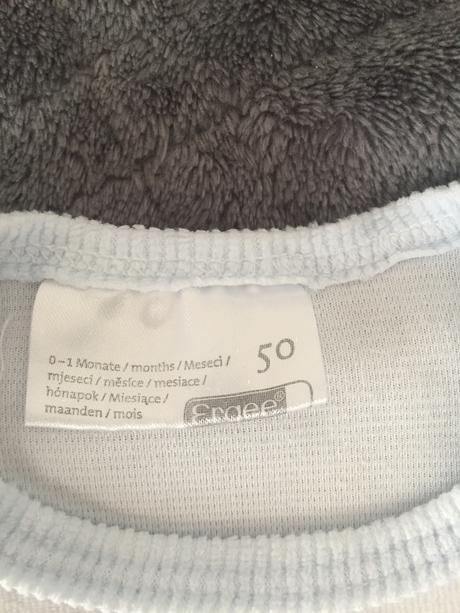 0–1 Monate / months / Meseci /
mjeseci / měsíce / mesiace /
hónapok / Miesiące /
maanden / mois
50
Ergee®